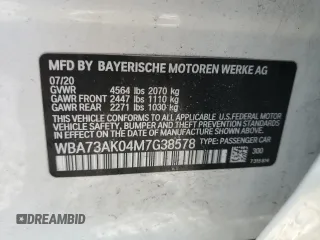 MFD BY BAYERISCHE MOTOREN WERKE AG
07/20
GVWR 4564 lbs 2070 kg
GAWR FRONT 2447 lbs 1110 kg
GAWR REAR 2271 lbs 1030 kg
THIS VEHICLE CONFORMS TO ALL APPLICABLE U.S. FEDERAL MOTOR
VEHICLE SAFETY, BUMPER, AND THEFT PREVENTION STANDARDS
IN EFFECT ON THE DATE OF MANUFACTURE SHOWN ABOVE.
WBA73AK04M7G38578 TYPE: PASSENGER CAR
300
AUTOBIDMASTER